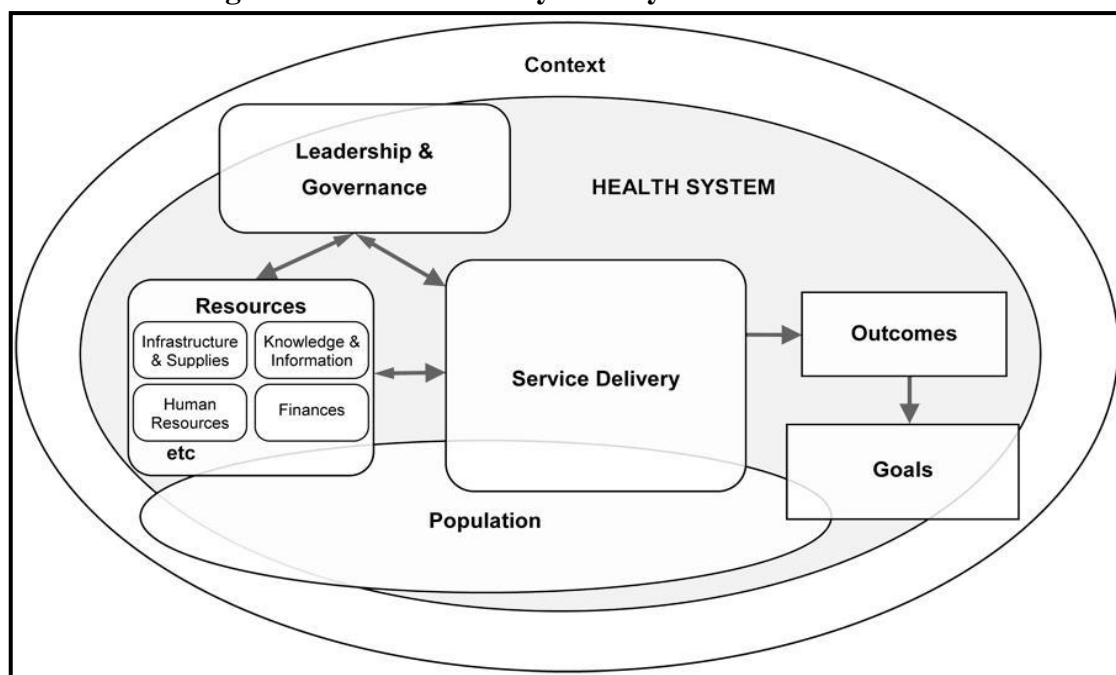 Context
Leadership &
Governance
HEALTH SYSTEM
Resources
Infrastructure
& Supplies
Knowledge &
Information
Human
Resources
Finances
etc
Service Delivery
Outcomes
Goals
Population